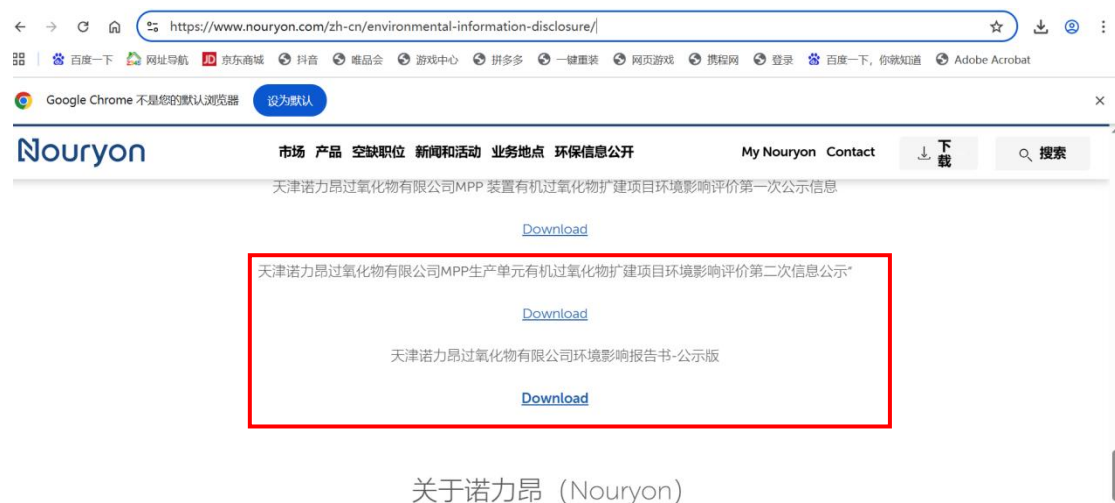 https://www.nouryon.com/zh-cn/environmental-information-disclosure/
百度一下 网址导航 JD 京东商城 抖音 唯品会 游戏中心 拼多多 一键重装 网页游戏 携程网 登录 百度一下，你就知道 Adobe Acrobat
Google Chrome 不是您的默认浏览器 设为默认
Nouryon 市场 产品 空缺职位 新闻和活动 业务地点 环保信息公开 My Nouryon Contact 下载 搜索
天津诺力昂过氧化物有限公司MPP 装置有机过氧化物扩建项目环境影响评价第一次公示信息
Download
天津诺力昂过氧化物有限公司MPP生产单元有机过氧化物扩建项目环境影响评价第二次信息公示“
Download
天津诺力昂过氧化物有限公司环境影响报告书-公示版
Download
关于诺力昂（Nouryon）